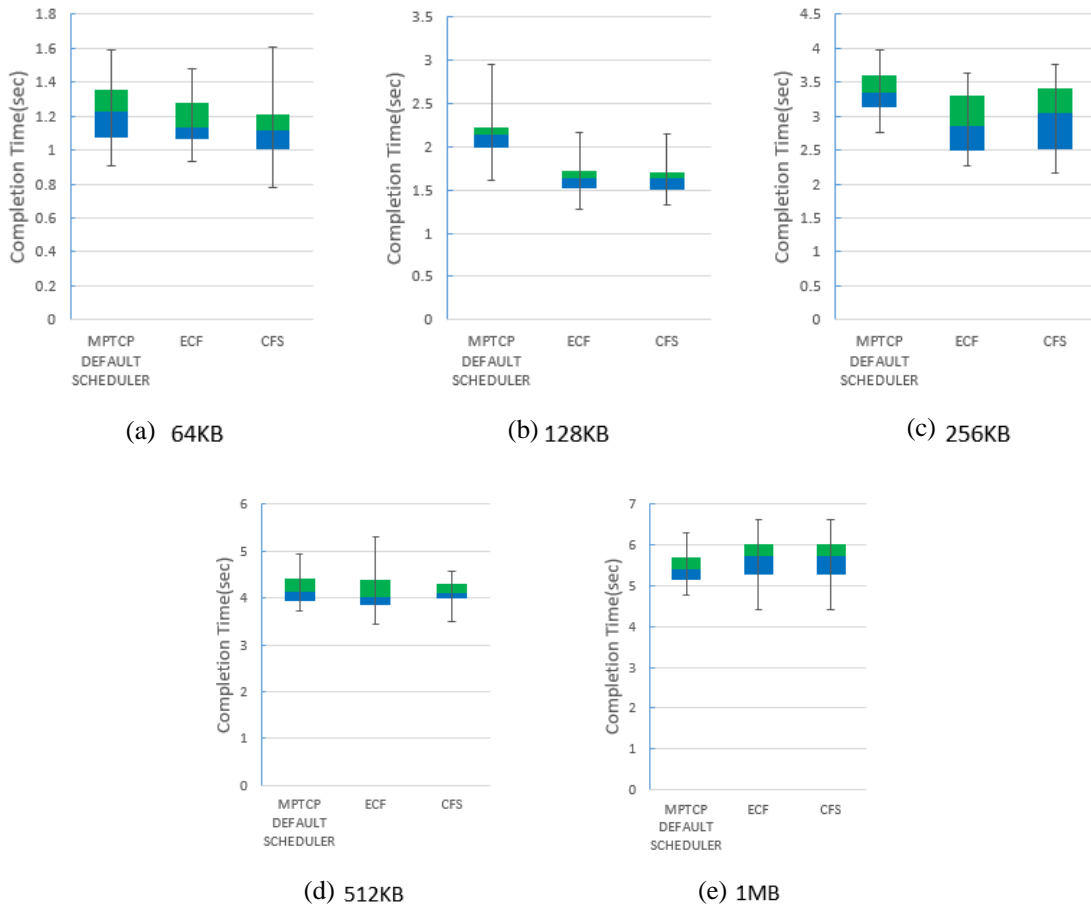 1.8
1.6
1.4
1.2
1
0.8
0.6
0.4
0.2
0
Completion Time(sec)
MPTCP
DEFAULT
SCHEDULER
ECF
CFS
(a) 64KB
3.5
3
2.5
2
1.5
1
0.5
0
Completion Time(sec)
MPTCP
DEFAULT
SCHEDULER
ECF
CFS
(b) 128KB
4.5
4
3.5
3
2.5
2
1.5
1
0.5
0
Completion Time(sec)
MPTCP
DEFAULT
SCHEDULER
ECF
CFS
(c) 256KB
6
5
4
3
2
1
0
Completion Time(sec)
MPTCP
DEFAULT
SCHEDULER
ECF
CFS
(d) 512KB
7
6
5
4
3
2
1
0
Completion Time(sec)
MPTCP
DEFAULT
SCHEDULER
ECF
CFS
(e) 1MB